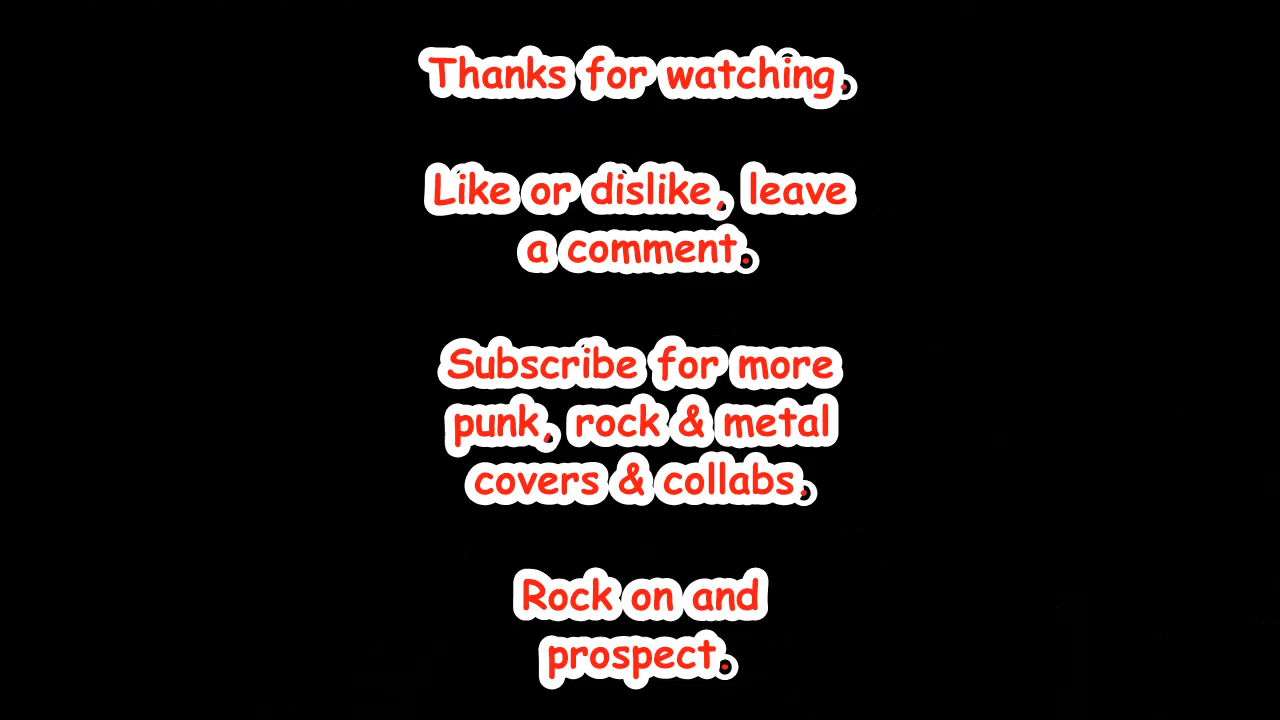 Thanks for watching.
Like or dislike, leave
a comment.
Subscribe for more
punk, rock & metal
covers & collabs.
Rock on and
prospect.